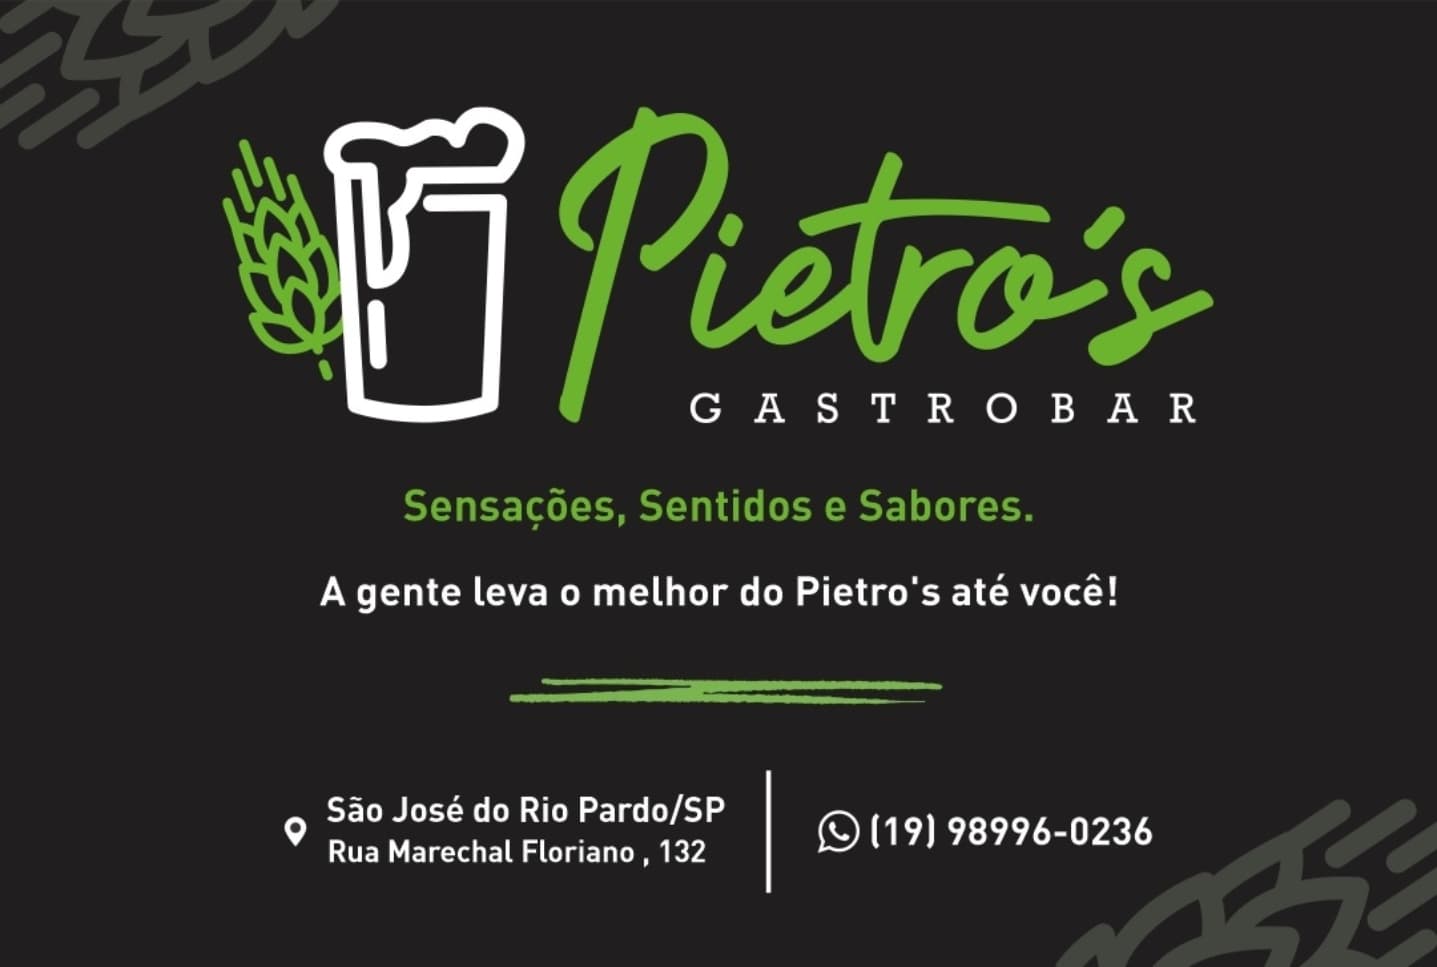 Pietro's
GASTROBAR
Sensações, Sentidos e Sabores.
A gente leva o melhor do Pietro's até você!
São José do Rio Pardo/SP
Rua Marechal Floriano , 132
(19) 98996-0236